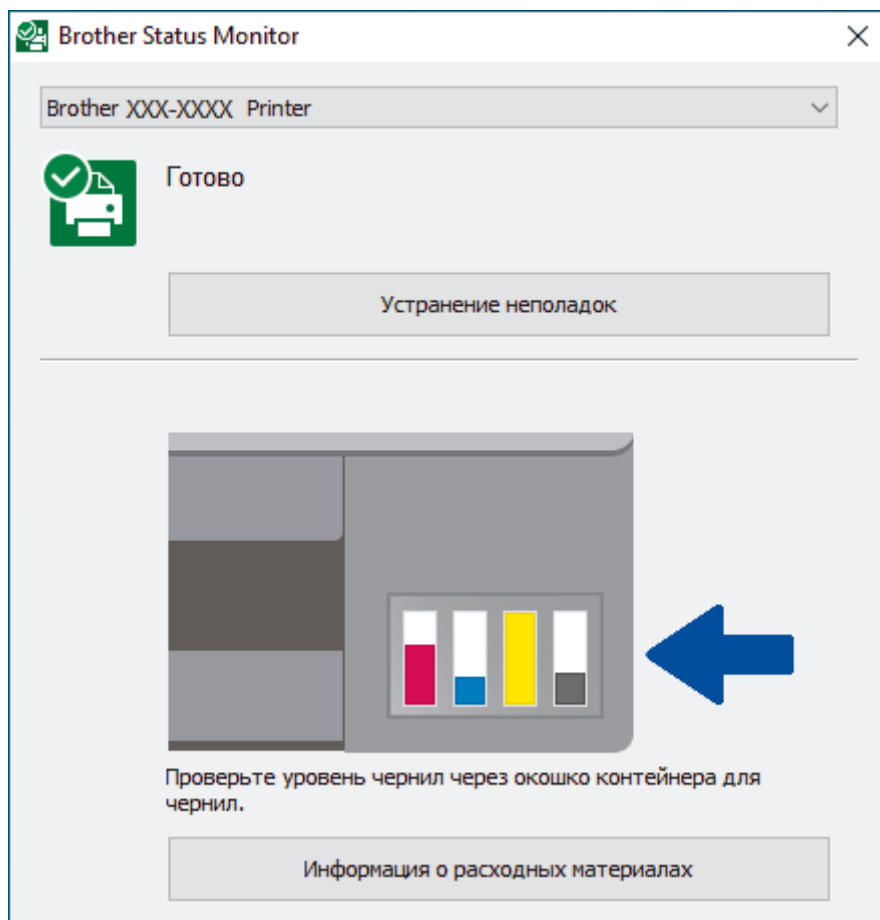 Brother Status Monitor
Brother XXX-XXXX Printer
Готово
Устранение неполадок
Проверьте уровень чернил через окошко контейнера для
чернил.
Информация о расходных материалах